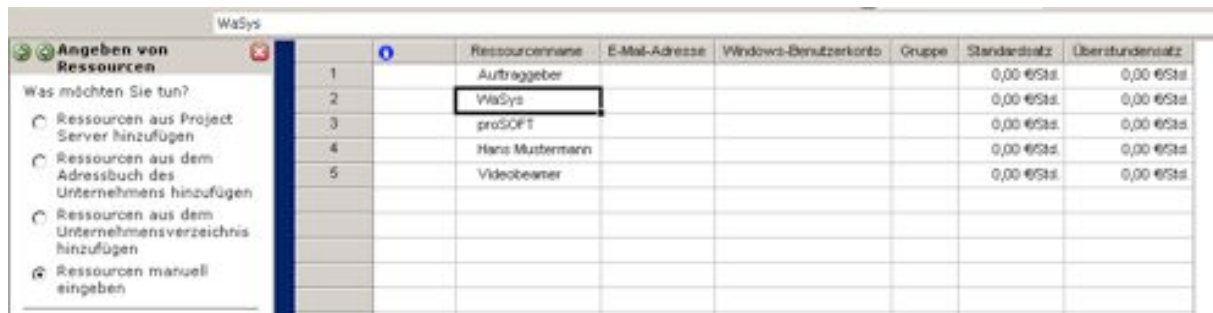 WaSys
Angeben von
Ressourcen
Was möchten Sie tun?
Ressourcen aus Project
Server hinzufügen
Ressourcen aus dem
Adressbuch des
Unternehmens hinzufügen
Ressourcen aus dem
Unternehmensverzeichnis
hinzufügen
Ressourcen manuell
eingeben
Ressourcenname E-Mail-Adresse Windows-Benutzerkonto Gruppe Standardsatz Überstundensatz
1 Auftraggeber 0,00 €/Std. 0,00 €/Std.
2 WaSys 0,00 €/Std. 0,00 €/Std.
3 proSOFT 0,00 €/Std. 0,00 €/Std.
4 Hans Mustermann 0,00 €/Std. 0,00 €/Std.
5 Videobeamer 0,00 €/Std. 0,00 €/Std.